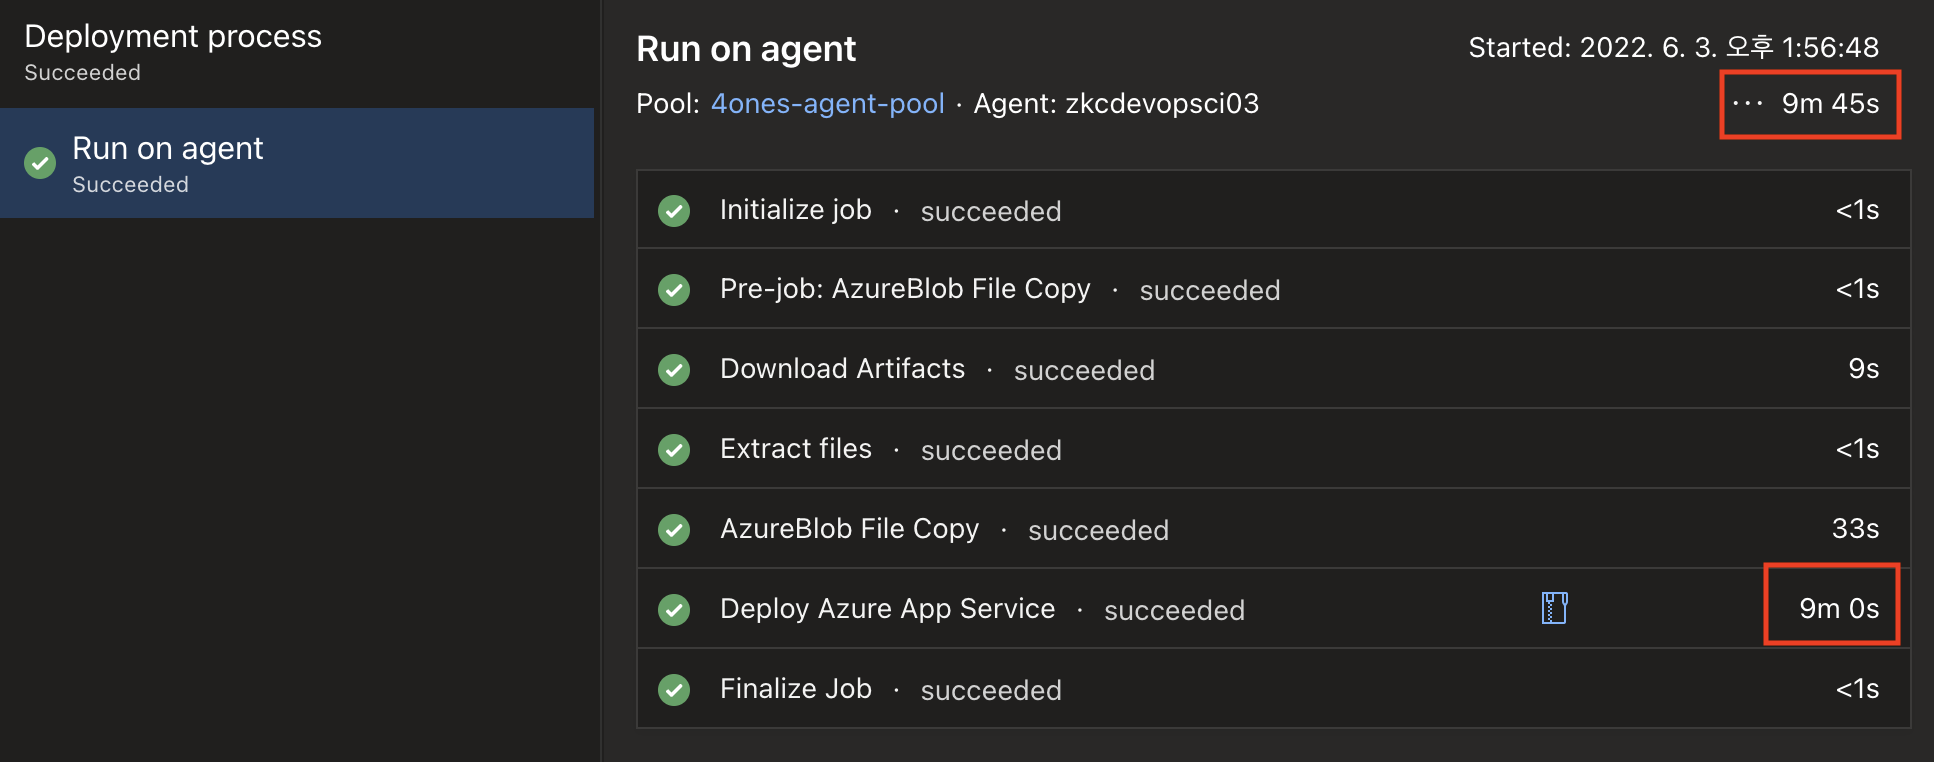 Deployment process
Succeeded
Run on agent
Succeeded
Run on agent
Started: 2022. 6. 3. 오후 1:56:48
Pool: 4ones-agent-pool · Agent: zkcdevopsci03
··· 9m 45s
Initialize job · succeeded <1s
Pre-job: AzureBlob File Copy · succeeded <1s
Download Artifacts · succeeded 9s
Extract files · succeeded <1s
AzureBlob File Copy · succeeded 33s
Deploy Azure App Service · succeeded 9m 0s
Finalize Job · succeeded <1s